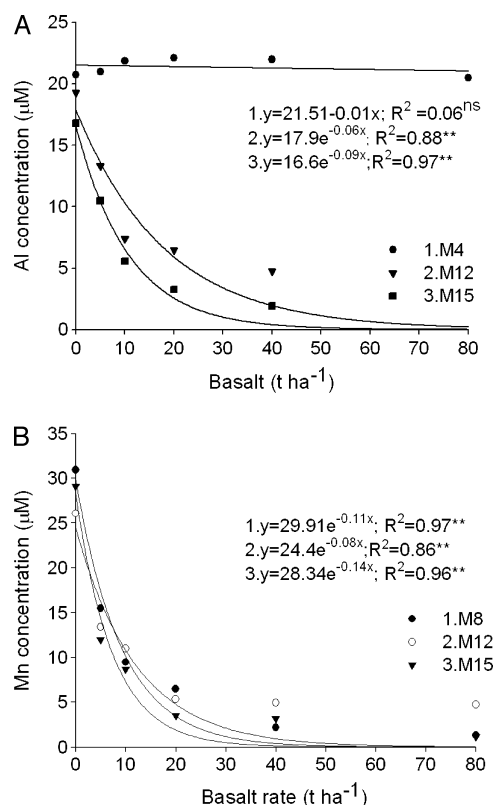 A
25
20
15
10
5
0
Al concentration (μM)
1.y=21.51-0.01x; R² =0.06ⁿˢ
2.y=17.9e⁻⁰·⁰⁶ˣ; R²=0.88**
3.y=16.6e⁻⁰·⁰⁹ˣ;R²=0.97**
1.M4
2.M12
3.M15
0 10 20 30 40 50 60 70 80
Basalt (t ha⁻¹)
B
35
30
25
20
15
10
5
0
Mn concentration (μM)
1.y=29.91e⁻⁰·¹¹ˣ; R²=0.97**
2.y=24.4e⁻⁰·⁰⁸ˣ;R²=0.86**
3.y=28.34e⁻⁰·¹⁴ˣ; R²=0.96**
1.M8
2.M12
3.M15
0 10 20 30 40 50 60 70 80
Basalt rate (t ha⁻¹)